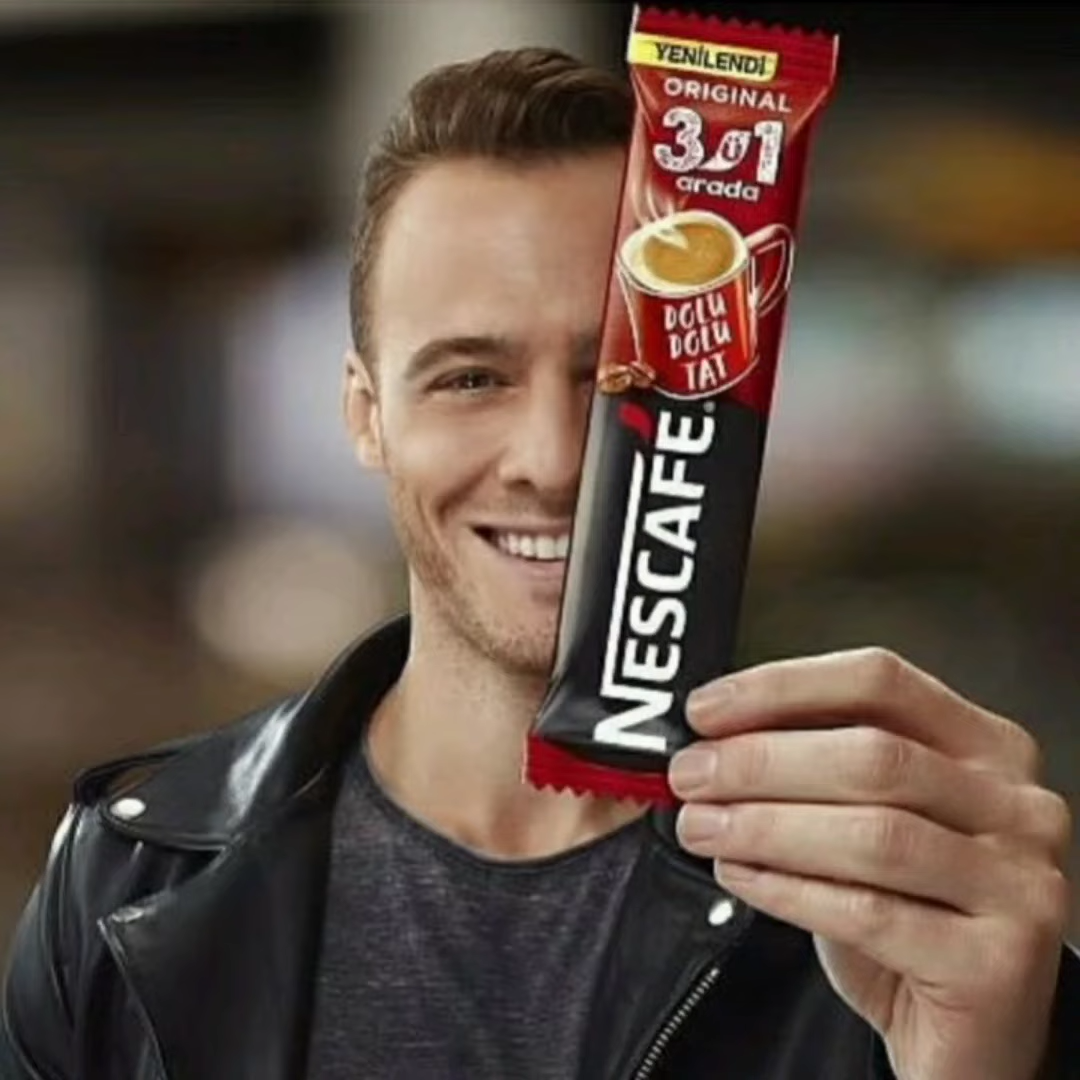 YENİLENDİ
ORIGINAL
3ü1
arada
DOLU
DOLU
TAT
NESCAFÉ